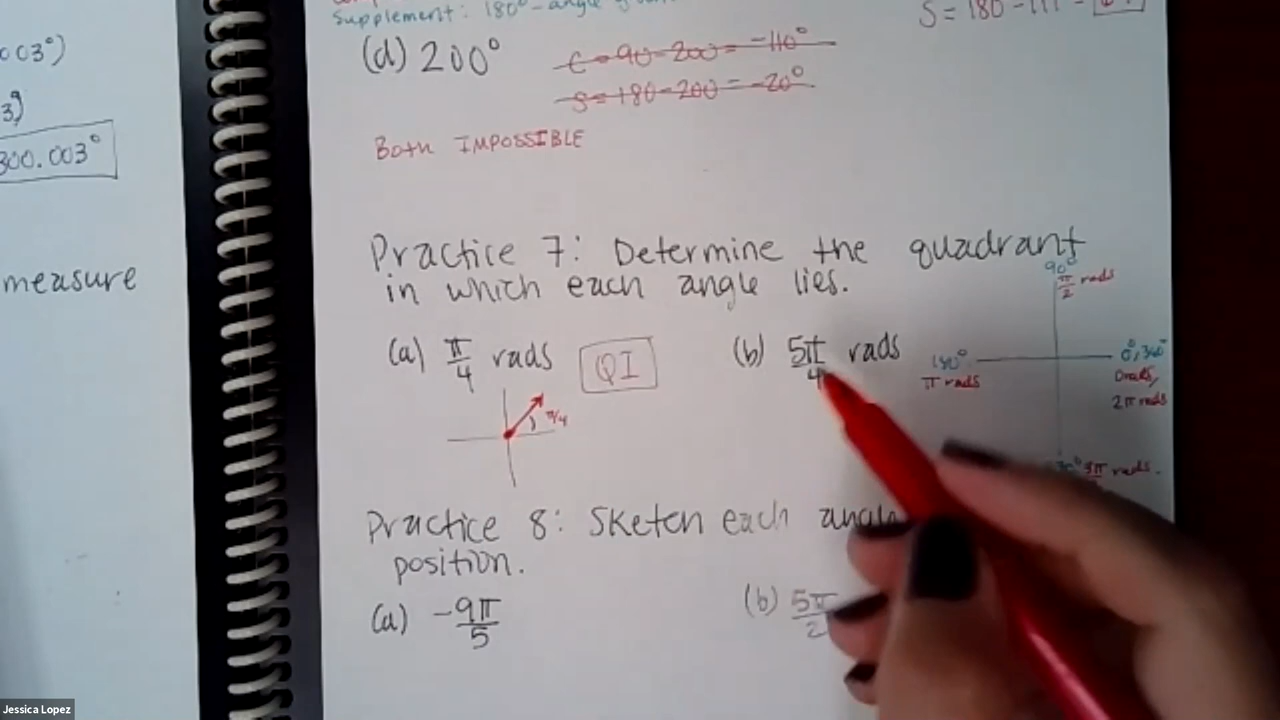 003°)
3)
300.003°
measure
Supplement: 180° - angle given
S = 180 - 111 =
(d) 200°
C = 90 - 200 = -110°
S = 180 - 200 = -20°
Both IMPOSSIBLE
Practice 7: Determine the quadrant
in which each angle lies.
(a) π/4 rads
QI
π/4
(b) 5π/4 rads
90°
π/2 rads
180°
π rads
0°, 360°
0 rads,
2π rads
3π rads.
Practice 8: Sketch each angle
position.
(a) -9π/5
(b) 5π/2
Jessica Lopez